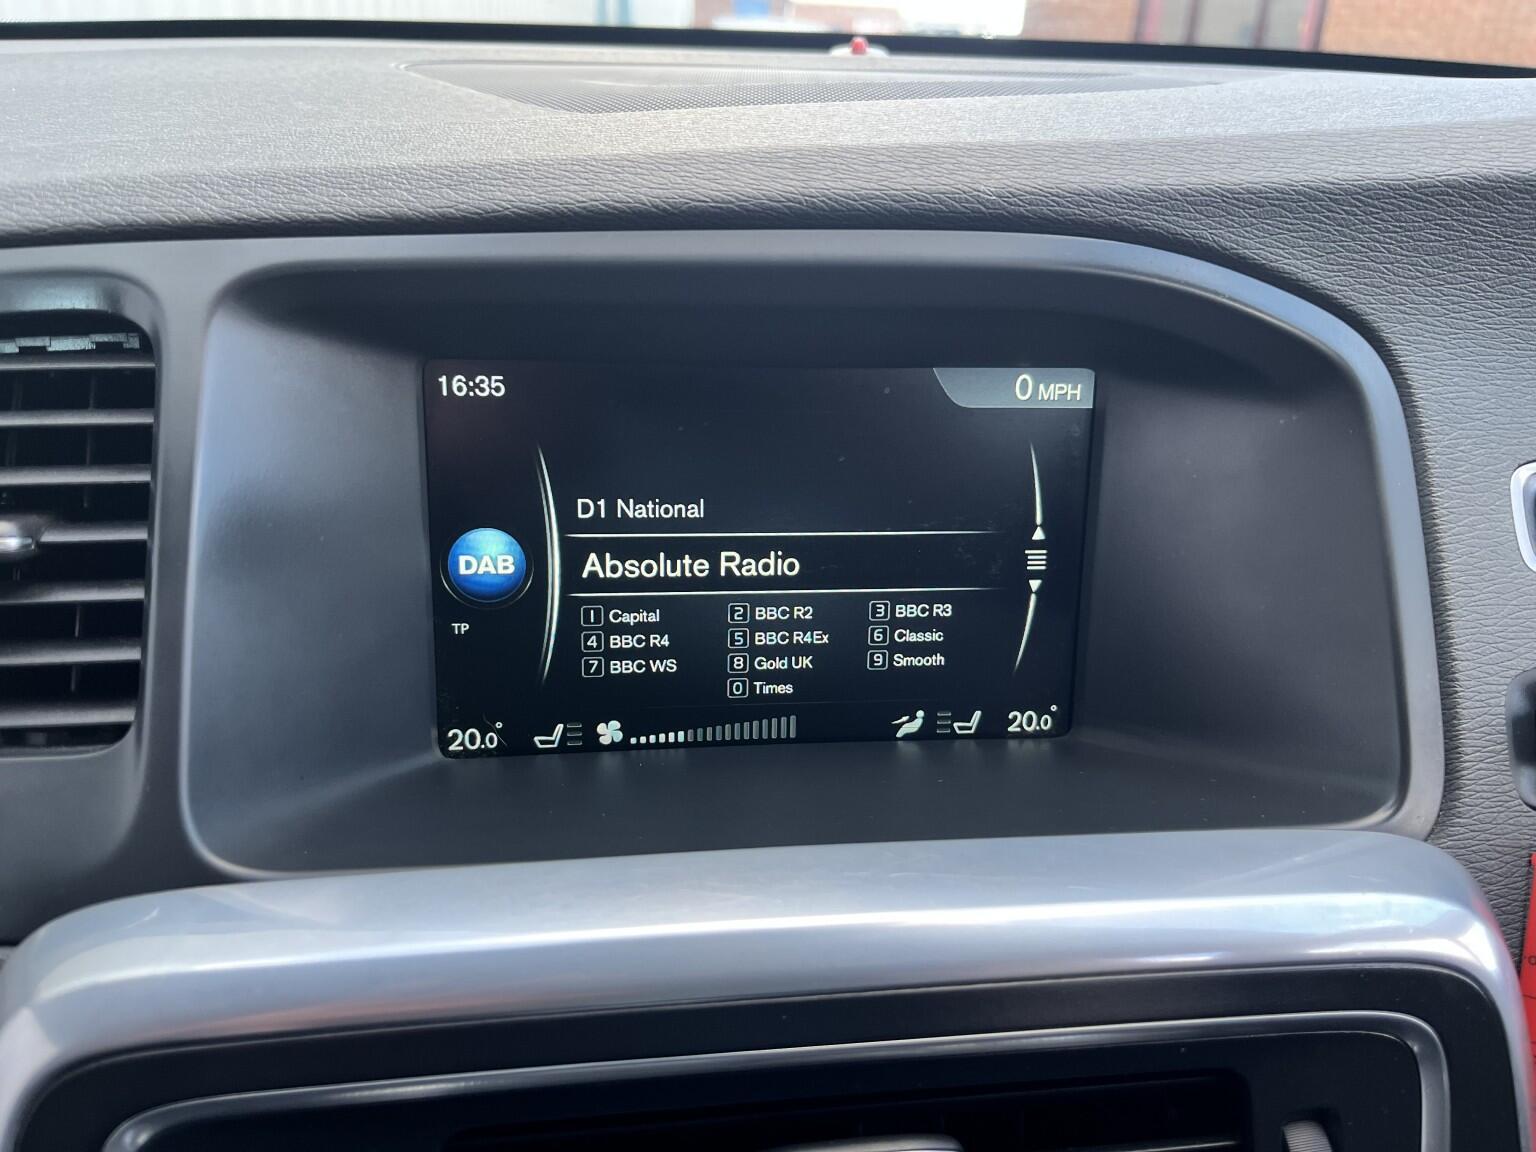 16:35 0 MPH
D1 National
DAB Absolute Radio
TP
1 Capital 2 BBC R2 3 BBC R3
4 BBC R4 5 BBC R4Ex 6 Classic
7 BBC WS 8 Gold UK 9 Smooth
0 Times
20.0° 20.0°